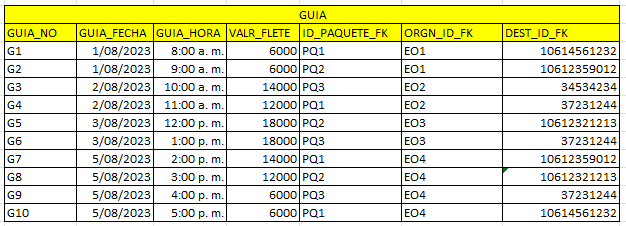 GUIA
GUIA_NO GUIA_FECHA GUIA_HORA VALR_FLETE ID_PAQUETE_FK ORGN_ID_FK DEST_ID_FK
G1 1/08/2023 8:00 a. m. 6000 PQ1 EO1 10614561232
G2 1/08/2023 9:00 a. m. 6000 PQ2 EO1 10612359012
G3 2/08/2023 10:00 a. m. 14000 PQ3 EO2 34534234
G4 2/08/2023 11:00 a. m. 12000 PQ1 EO2 37231244
G5 3/08/2023 12:00 p. m. 18000 PQ2 EO3 10612321213
G6 3/08/2023 1:00 p. m. 18000 PQ3 EO3 37231244
G7 5/08/2023 2:00 p. m. 14000 PQ1 EO4 10612359012
G8 5/08/2023 3:00 p. m. 12000 PQ2 EO4 10612321213
G9 5/08/2023 4:00 p. m. 6000 PQ3 EO4 37231244
G10 5/08/2023 5:00 p. m. 6000 PQ1 EO4 10614561232